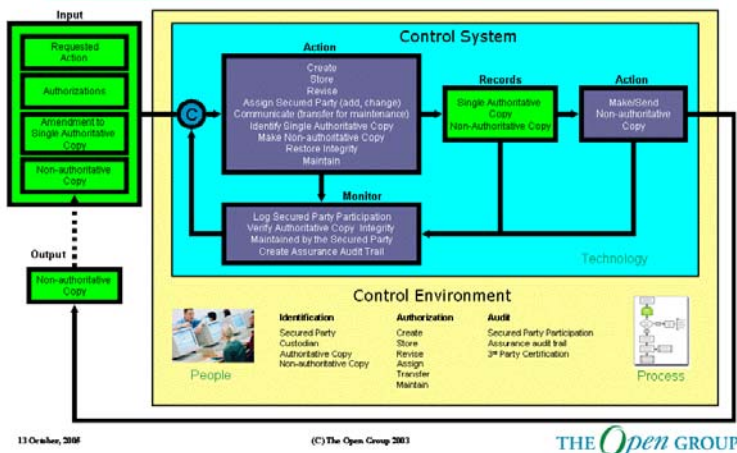 Input
Requested
Action
Authorizations
Amendment to
Single Authoritative
Copy
Non-authoritative
Copy
Output
Non-authoritative
Copy
Control System
Action
Create
Store
Revise
Assign Secured Party (add, change)
Communicate (transfer for maintenance)
Identify Single Authoritative Copy
Make Non-authoritative Copy
Restore Integrity
Maintain
C
Records
Single Authoritative
Copy
Non-Authoritative Copy
Action
Make/Send
Non-authoritative
Copy
Monitor
Log Secured Party Participation
Verify Authoritative Copy Integrity
Maintained by the Secured Party
Create Assurance Audit Trail
Technology
Control Environment
People
Identification
Secured Party
Custodian
Authoritative Copy
Non-authoritative Copy
Authorization
Create
Store
Revise
Assign
Transfer
Maintain
Audit
Secured Party Participation
Assurance audit trail
3rd Party Certification
Process
13 October, 2005
(C) The Open Group 2003
THE Open GROUP